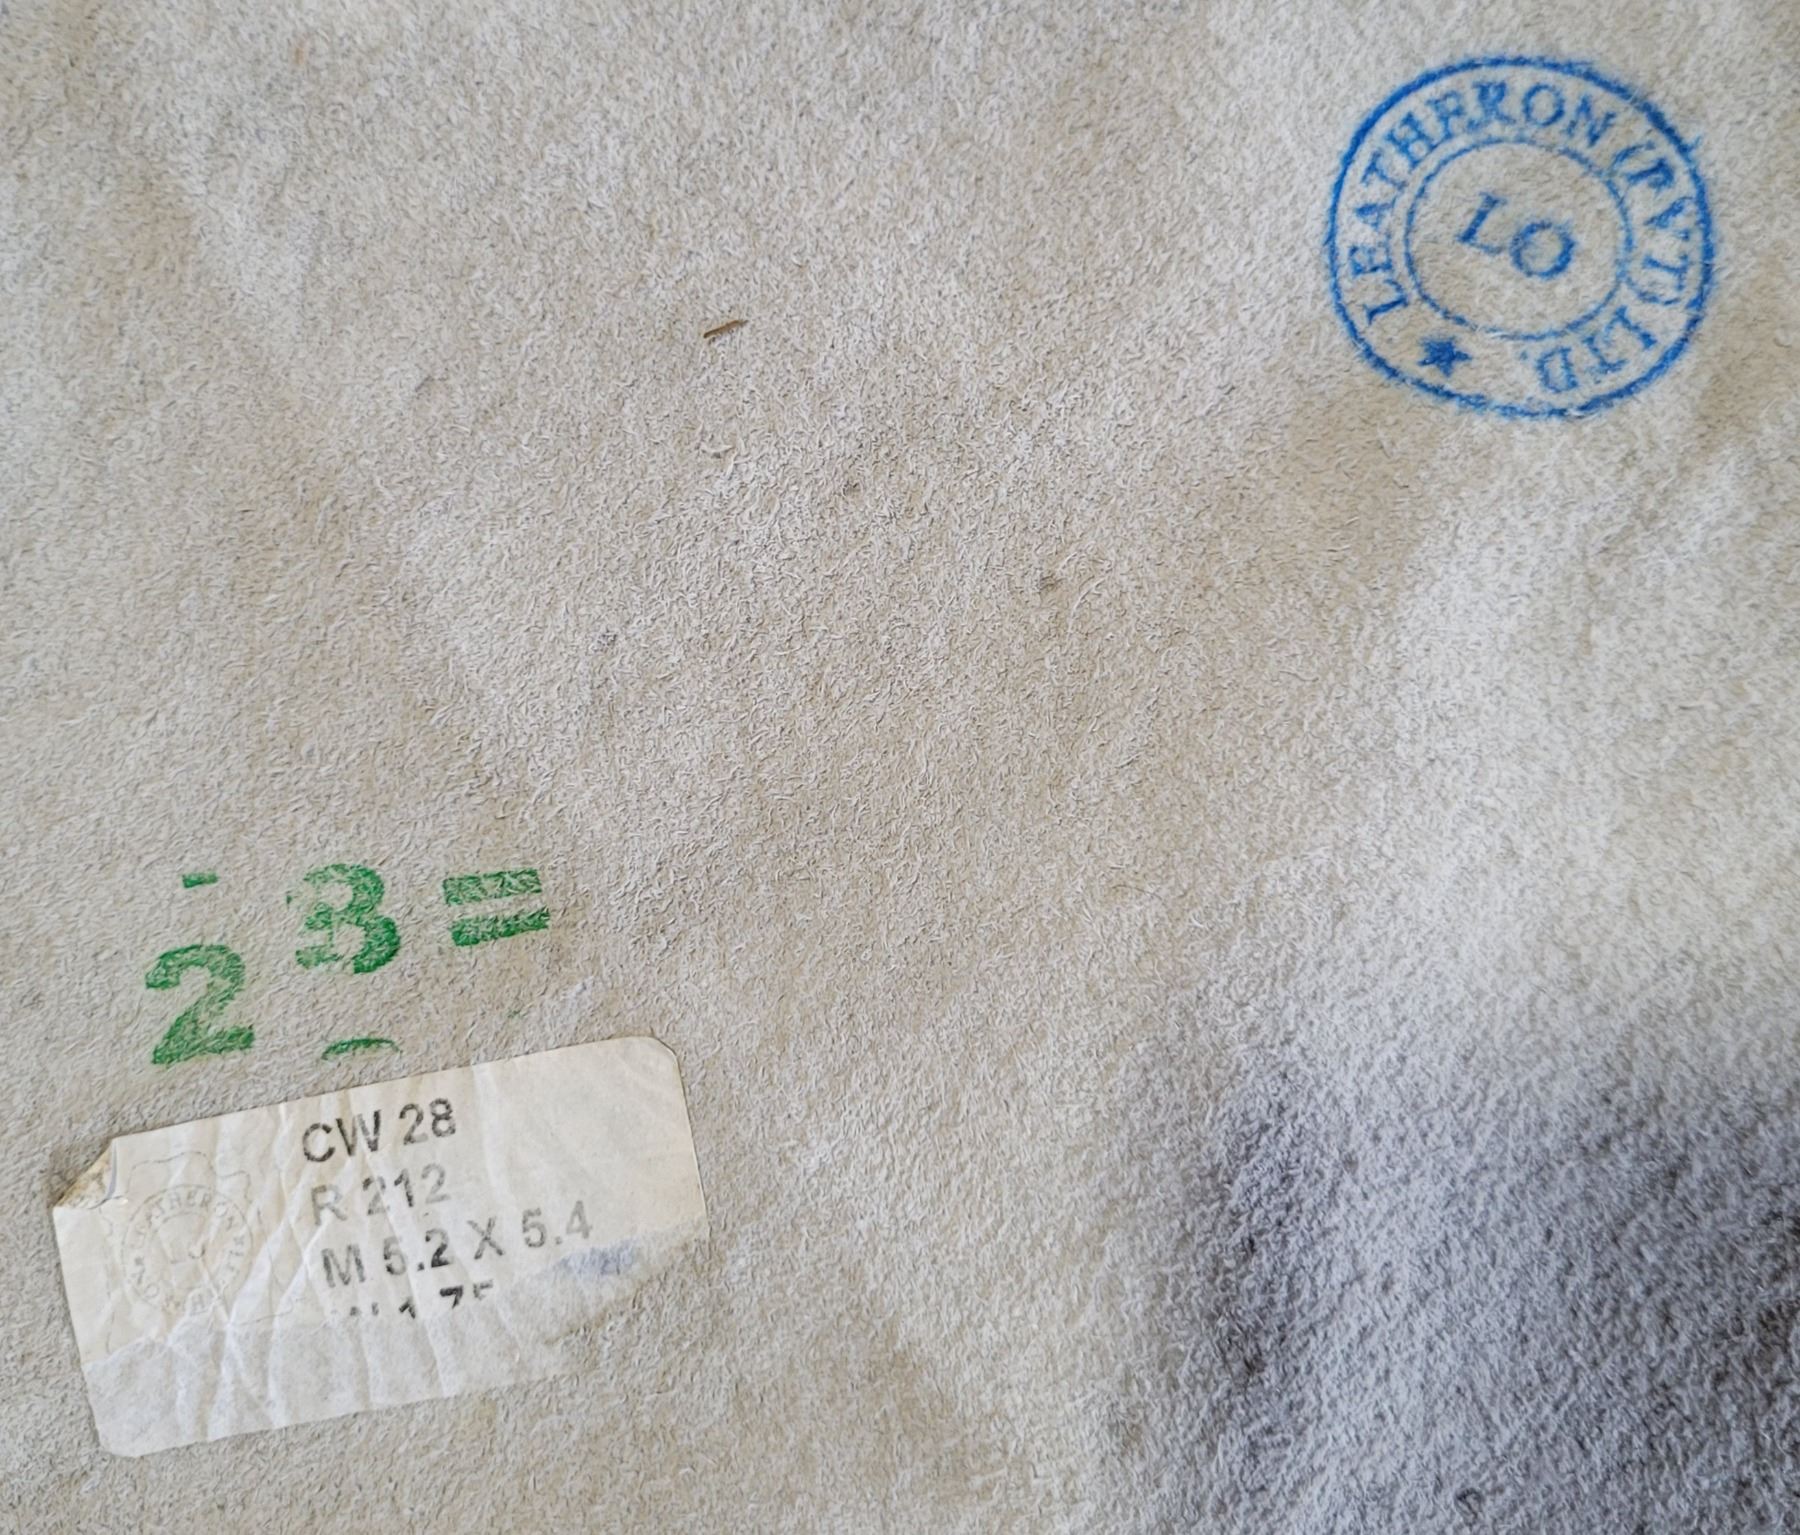 LEATHERON (PVT) LTD.
LO
3 =
2
CW 28
R 212
M 5.2 X 5.4